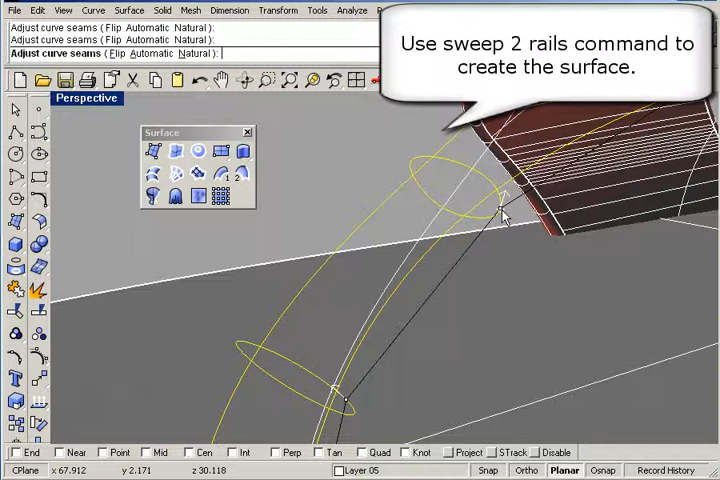 File Edit View Curve Surface Solid Mesh Dimension Transform Tools Analyze
Adjust curve seams ( Flip Automatic Natural):
Adjust curve seams ( Flip Automatic Natural):
Adjust curve seams ( Flip Automatic Natural):
Use sweep 2 rails command to
create the surface.
Perspective
Surface
1
2
T
End Near Point Mid Cen Int Perp Tan Quad Knot Project STrack Disable
CPlane x 67.912 y 2.171 z 30.118 Layer 05 Snap Ortho Planar Osnap Record History